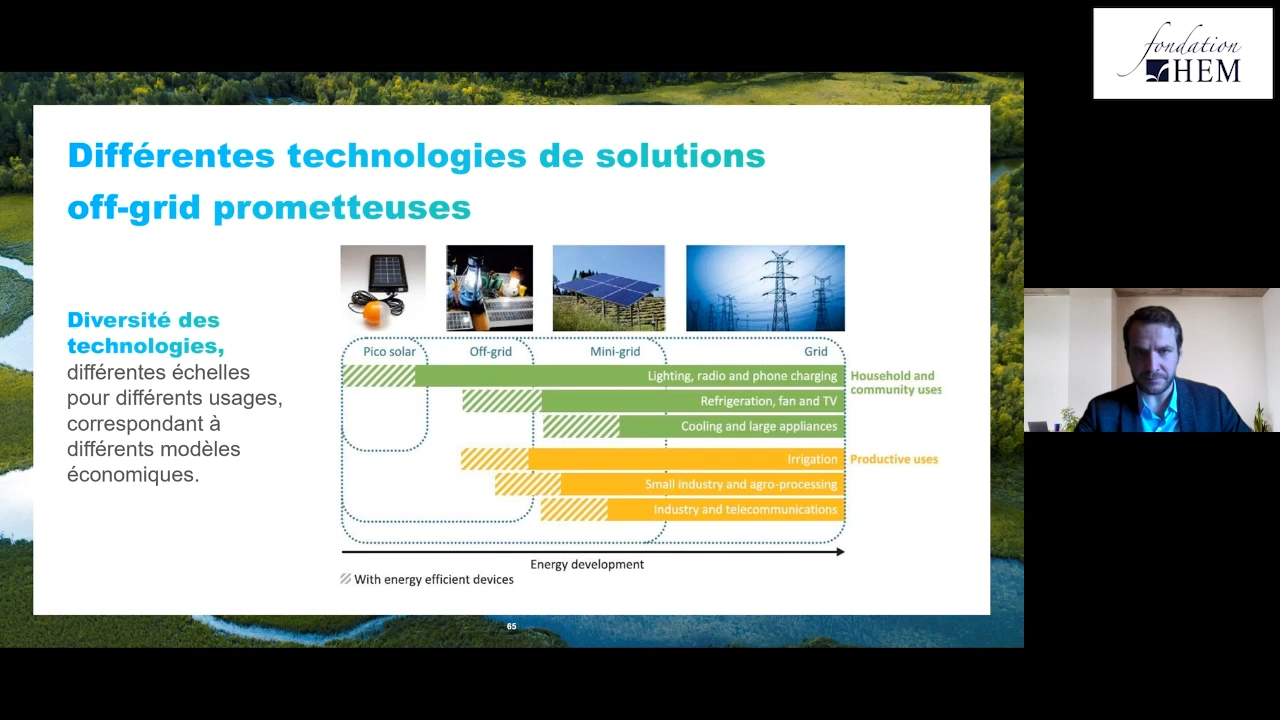 fondation
HEM
Différentes technologies de solutions
off-grid prometteuses
Diversité des
technologies,
différentes échelles
pour différents usages,
correspondant à
différents modèles
économiques.
Pico solar
Off-grid
Mini-grid
Grid
Lighting, radio and phone charging
Refrigeration, fan and TV
Cooling and large appliances
Household and
community uses
Irrigation
Small industry and agro-processing
Industry and telecommunications
Productive uses
Energy development
With energy efficient devices
65